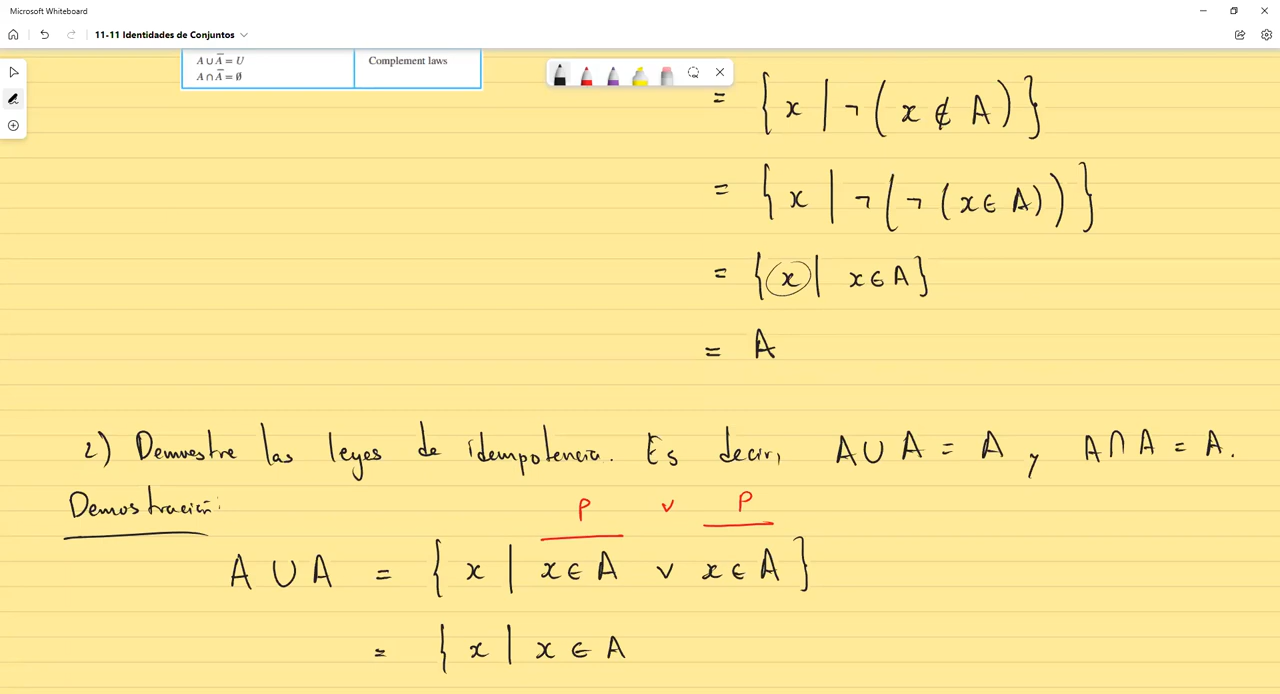 Microsoft Whiteboard
11-11 Identidades de Conjuntos
A ∪ A̅ = U
A ∩ A̅ = Ø
Complement laws
= {x | ¬(x ∉ A)}
= {x | ¬(¬(x ∈ A))}
= {x | x ∈ A}
= A
2) Demuestre las leyes de idempotencia. Es decir, A ∪ A = A y A ∩ A = A.
Demostración:
P ∨ P
A ∪ A = {x | x ∈ A ∨ x ∈ A}
= {x | x ∈ A